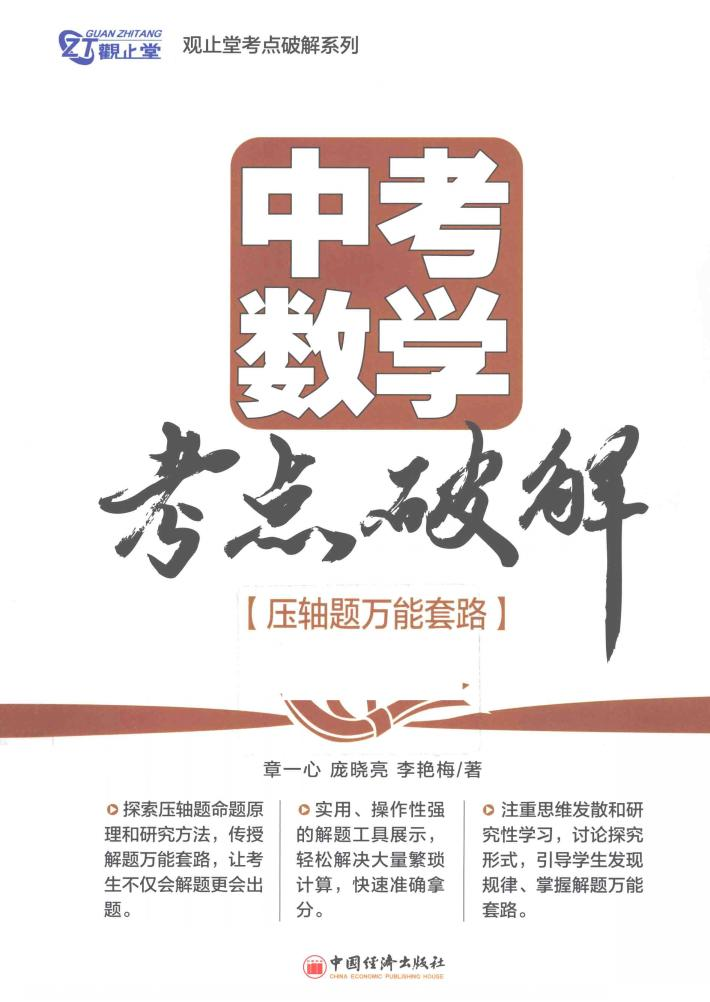 GUAN ZHITANG
觀止堂
观止堂考点破解系列
中考
数学
考点破解
【压轴题万能套路】
章一心 庞晓亮 李艳梅/著
探索压轴题命题原
理和研究方法，传授
解题万能套路，让考
生不仅会解题更会出
题。
实用、操作性强
的解题工具展示，
轻松解决大量繁琐
计算，快速准确拿
分。
注重思维发散和研
究性学习，讨论探究
形式，引导学生发现
规律、掌握解题万能
套路。
中国经济出版社
CHINA ECONOMIC PUBLISHING HOUSE